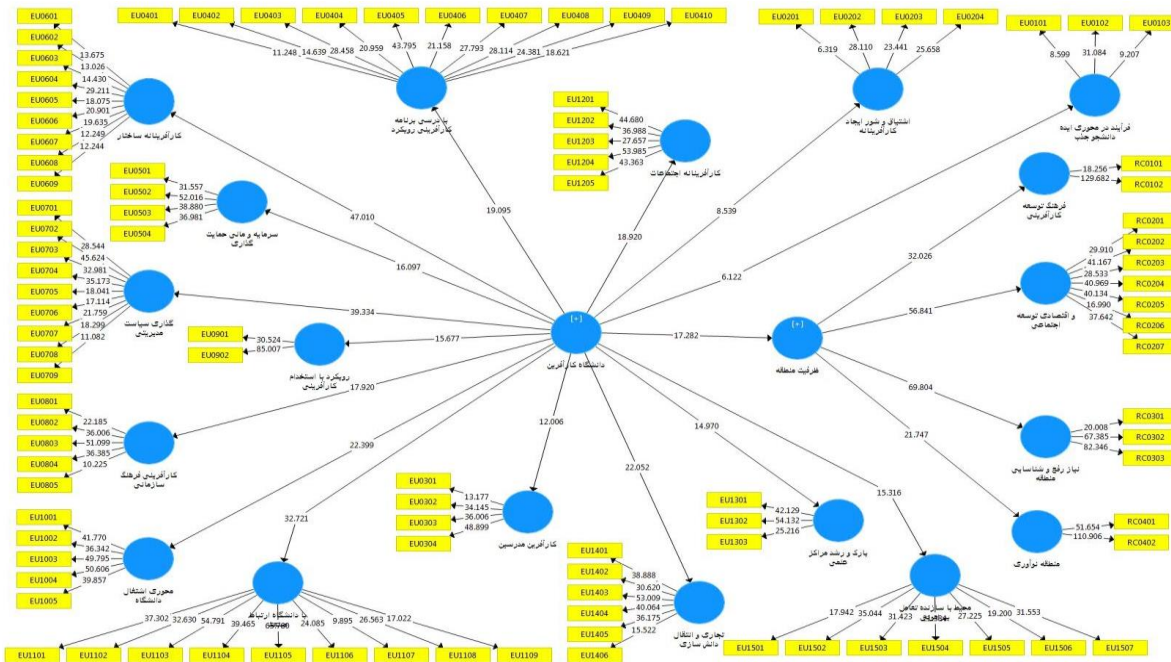 EU0601
EU0602
EU0603
EU0604
EU0605
EU0606
EU0607
EU0608
EU0609
13.675
13.026
14.430
29.211
18.075
20.901
19.635
12.249
12.244
کارآفرینانه ساختار
EU0401
EU0402
EU0403
EU0404
EU0405
EU0406
EU0407
EU0408
EU0409
EU0410
11.248
14.639
28.458
20.959
43.795
21.158
27.793
28.114
24.381
18.621
با درسی برنامه
کارآفرینی رویکرد
EU0201
EU0202
EU0203
EU0204
6.319
28.110
23.441
25.658
اشتیاق و شور ایجاد
کارآفرینانه
EU0101
EU0102
EU0103
8.599
31.084
9.207
فرآیند در محوری ایده
دانشجو جذب
EU1201
EU1202
EU1203
EU1204
EU1205
44.680
36.988
27.657
53.985
43.363
کارآفرینانه اجتماعات
EU0501
EU0502
EU0503
EU0504
31.557
52.016
38.880
36.981
سرمایه و مالی حمایت
گذاری
RC0101
RC0102
18.256
129.682
فرهنگ توسعه
کارآفرینی
EU0701
EU0702
EU0703
EU0704
EU0705
EU0706
EU0707
EU0708
EU0709
28.544
45.624
32.981
35.173
18.041
17.114
21.759
18.299
11.082
گذاری سیاست
مدیریتی
RC0201
RC0202
RC0203
RC0204
RC0205
RC0206
RC0207
29.910
41.167
28.533
40.969
40.134
16.990
37.642
و اقتصادی توسعه
اجتماعی
47.010
19.095
18.920
8.539
6.122
32.026
16.097
39.334
56.841
EU0901
EU0902
30.524
85.007
رویکرد با استخدام
کارآفرینی
15.677
[+]
دانشگاه کارآفرین
17.282
[+]
ظرفیت منطقه
17.920
22.399
32.721
12.006
22.052
14.970
15.316
69.804
21.747
EU0801
EU0802
EU0803
EU0804
EU0805
22.185
36.006
51.099
36.385
10.225
کارآفرینی فرهنگ
سازمانی
RC0301
RC0302
RC0303
20.008
67.385
82.346
نیاز رفع و شناسایی
منطقه
EU0301
EU0302
EU0303
EU0304
13.177
34.145
36.006
48.899
کارآفرین مدرسین
EU1301
EU1302
EU1303
42.129
54.132
25.216
پارک و رشد مراکز
علمی
RC0401
RC0402
51.654
110.906
منطقه نوآوری
EU1001
EU1002
EU1003
EU1004
EU1005
41.770
36.342
49.795
50.606
39.857
محوری اشتغال
دانشگاه
با دانشگاه ارتباط
37.302
32.630
54.791
39.465
24.085
9.895
26.563
17.022
EU1101
EU1102
EU1103
EU1104
EU1105
EU1106
EU1107
EU1108
EU1109
EU1401
EU1402
EU1403
EU1404
EU1405
EU1406
38.888
30.620
53.009
40.064
36.175
15.522
تجاری و انتقال
دانش سازی
محیط با سازنده تعامل
17.942
35.044
31.423
27.225
19.200
31.553
EU1501
EU1502
EU1503
EU1504
EU1505
EU1506
EU1507